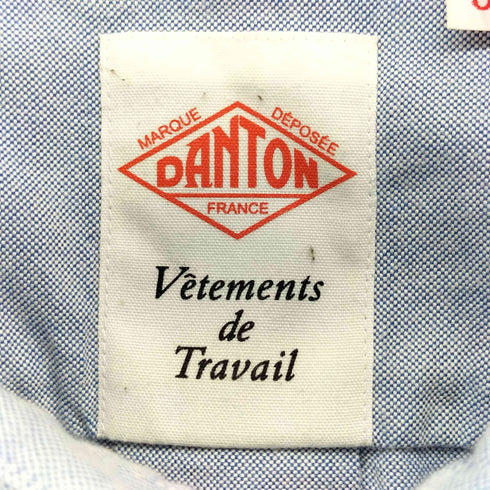 MARQUE DÉPOSÉE
DANTON
FRANCE
Vêtements
de
Travail